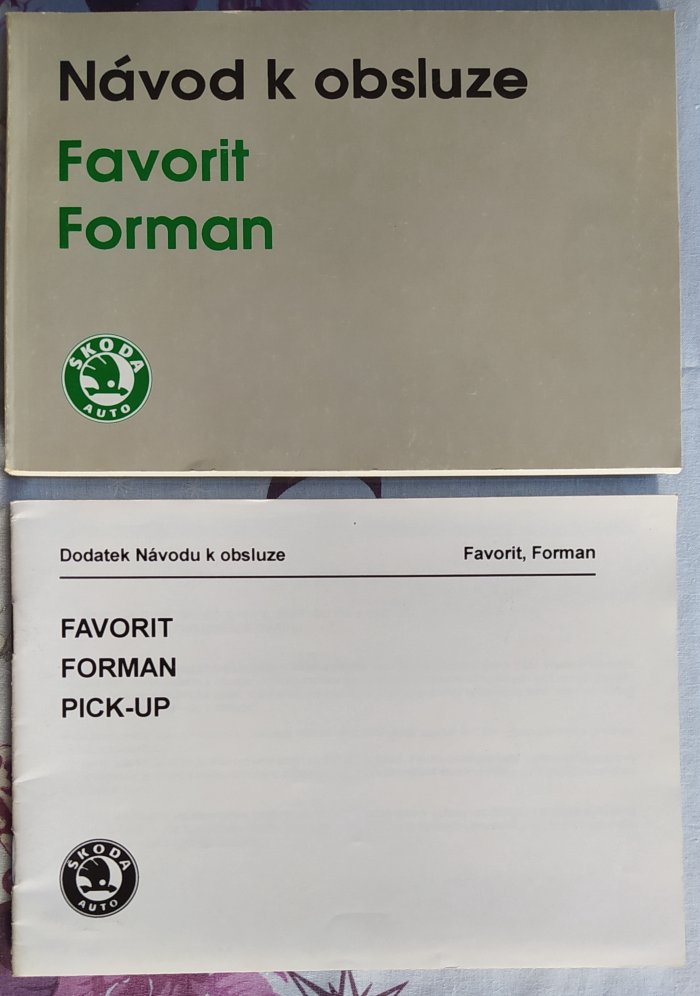 Návod k obsluze
Favorit
Forman
ŠKODA
AUTO
Dodatek Návodu k obsluze Favorit, Forman
FAVORIT
FORMAN
PICK-UP
ŠKODA
AUTO